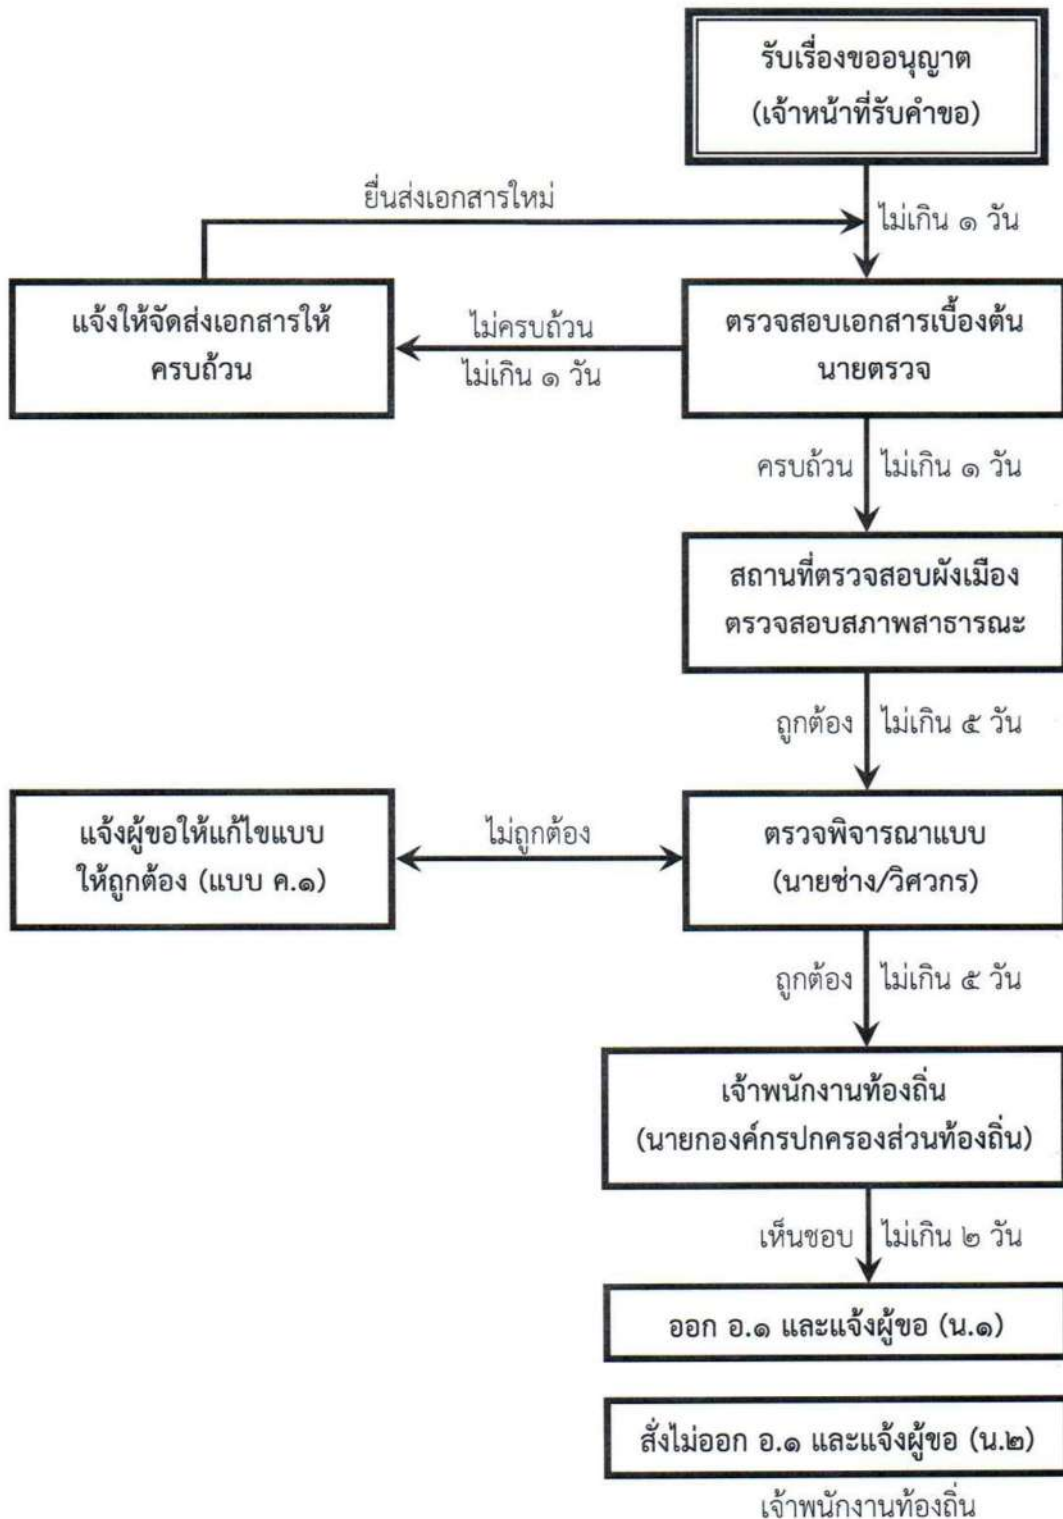 รับเรื่องขออนุญาต
(เจ้าหน้าที่รับคำขอ)
ยื่นส่งเอกสารใหม่
ไม่เกิน ๑ วัน
แจ้งให้จัดส่งเอกสารให้
ครบถ้วน
ไม่ครบถ้วน
ไม่เกิน ๑ วัน
ตรวจสอบเอกสารเบื้องต้น
นายตรวจ
ครบถ้วน ไม่เกิน ๑ วัน
สถานที่ตรวจสอบผังเมือง
ตรวจสอบสภาพสาธารณะ
ถูกต้อง ไม่เกิน ๕ วัน
แจ้งผู้ขอให้แก้ไขแบบ
ให้ถูกต้อง (แบบ ค.๑)
ไม่ถูกต้อง
ตรวจพิจารณาแบบ
(นายช่าง/วิศวกร)
ถูกต้อง ไม่เกิน ๕ วัน
เจ้าพนักงานท้องถิ่น
(นายกองค์กรปกครองส่วนท้องถิ่น)
เห็นชอบ ไม่เกิน ๒ วัน
ออก อ.๑ และแจ้งผู้ขอ (น.๑)
สั่งไม่ออก อ.๑ และแจ้งผู้ขอ (น.๒)
เจ้าพนักงานท้องถิ่น